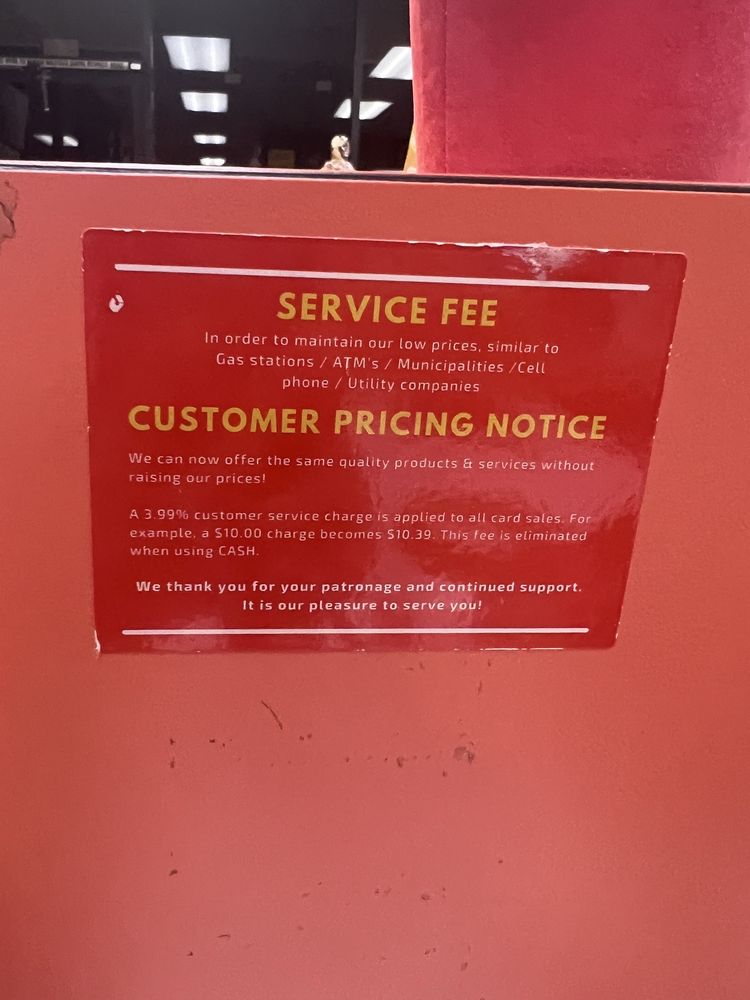 SERVICE FEE
In order to maintain our low prices, similar to
Gas stations / ATM's / Municipalities /Cell
phone / Utility companies
CUSTOMER PRICING NOTICE
We can now offer the same quality products & services without
raising our prices!
A 3.99% customer service charge is applied to all card sales. For
example, a $10.00 charge becomes $10.39. This fee is eliminated
when using CASH.
We thank you for your patronage and continued support.
It is our pleasure to serve you!